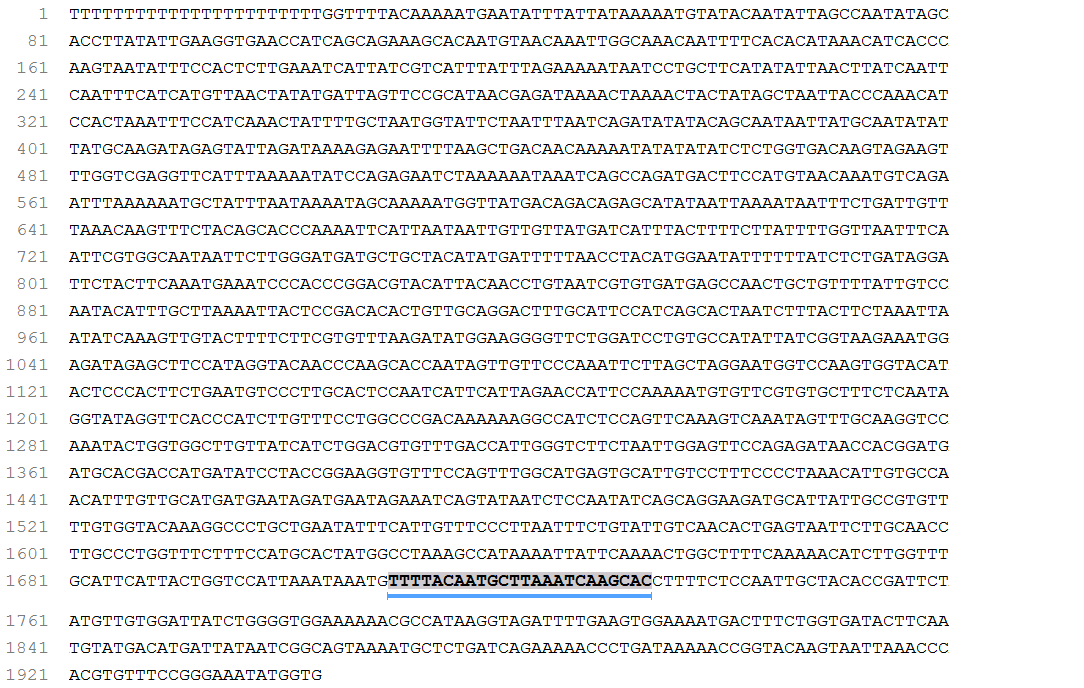 1 TTTTTTTTTTTTTTTTTTTTTTTGGTTTTACAAAAATGAATATTTATTATAAAAATGTATACAATATTAGCCAATATAGC
81 ACCTTATATTGAAGGTGAACCATCAGCAGAAAGCACAATGTAACAAATTGGCAAACAATTTTCACACATAAACATCACCC
161 AAGTAATATTTCCACTCTTGAAATCATTATCGTCATTTATTTAGAAAAATAATCCTGCTTCATATATTAACTTATCAATT
241 CAATTTCATCATGTTAACTATATGATTAGTTCCGCATAACGAGATAAAACTAAAACTACTATAGCTAATTACCCAAACAT
321 CCACTAAATTTCCATCAAACTATTTTGCTAATGGTATTCTAATTTAATCAGATATATACAGCAATAATTATGCAATATAT
401 TATGCAAGATAGAGTATTAGATAAAAGAGAATTTTAAGCTGACAACAAAAATATATATATCTCTGGTGACAAGTAGAAGT
481 TTGGTCGAGGTTCATTTAAAAATATCCAGAGAATCTAAAAAATAAATCAGCCAGATGACTTCCATGTAACAAATGTCAGA
561 ATTTAAAAAATGCTATTTAATAAAATAGCAAAAATGGTTATGACAGACAGAGCATATAATTAAAATAATTTCTGATTGTT
641 TAAACAAGTTTCTACAGCACCCAAAATTCATTAATAATTGTTGTTATGATCATTTACTTTTCTTATTTTGGTTAATTTCA
721 ATTCGTGGCAATAATTCTTGGGATGATGCTGCTACATATGATTTTTAACCTACATGGAATATTTTTTATCTCTGATAGGA
801 TTCTACTTCAAATGAAATCCCACCCGGACGTACATTACAACCTGTAATCGTGTGATGAGCCAACTGCTGTTTTATTGTCC
881 AATACATTTGCTTAAAATTACTCCGACACACTGTTGCAGGACTTTGCATTCCATCAGCACTAATCTTTACTTCTAAATTA
961 ATATCAAAGTTGTACTTTTCTTCGTGTTTAAGATATGGAAGGGGTTCTGGATCCTGTGCCATATTATCGGTAAGAAATGG
1041 AGATAGAGCTTCCATAGGTACAACCCAAGCACCAATAGTTGTTCCCAAATTCTTAGCTAGGAATGGTCCAAGTGGTACAT
1121 ACTCCCACTTCTGAATGTCCCTTGCACTCCAATCATTCATTAGAACCATTCCAAAAATGTGTTCGTGTGCTTTCTCAATA
1201 GGTATAGGTTCACCCATCTTGTTTCCTGGCCCGACAAAAAAGGCCATCTCCAGTTCAAAGTCAAATAGTTTGCAAGGTCC
1281 AAATACTGGTGGCTTGTTATCATCTGGACGTGTTTGACCATTGGGTCTTCTAATTGGAGTTCCAGAGATAACCACGGATG
1361 ATGCACGACCATGATATCCTACCGGAAGGTGTTTCCAGTTTGGCATGAGTGCATTGTCCTTTCCCCTAAACATTGTGCCA
1441 ACATTTGTTGCATGATGAATAGATGAATAGAAATCAGTATAATCTCCAATATCAGCAGGAAGATGCATTATTGCCGTGTT
1521 TTGTGGTACAAAGGCCCTGCTGAATATTTCATTGTTTCCCTTAATTTCTGTATTGTCAACACTGAGTAATTCTTGCAACC
1601 TTGCCCTGGTTTCTTTCCATGCACTATGGCCTAAAGCCATAAAATTATTCAAAACTGGCTTTTCAAAAACATCTTGGTTT
1681 GCATTCATTACTGGTCCATTAAATAAATGTTTTACAATGCTTAAATCAAGCACCTTTTCTCCAATTGCTACACCGATTCT
1761 ATGTTGTGGATTATCTGGGGTGGAAAAAACGCCATAAGGTAGATTTTGAAGTGGAAAATGACTTTCTGGTGATACTTCAA
1841 TGTATGACATGATTATAATCGGCAGTAAAATGCTCTGATCAGAAAAACCCTGATAAAAACCGGTACAAGTAATTAAACCC
1921 ACGTGTTTCCGGGAAATATGGTG